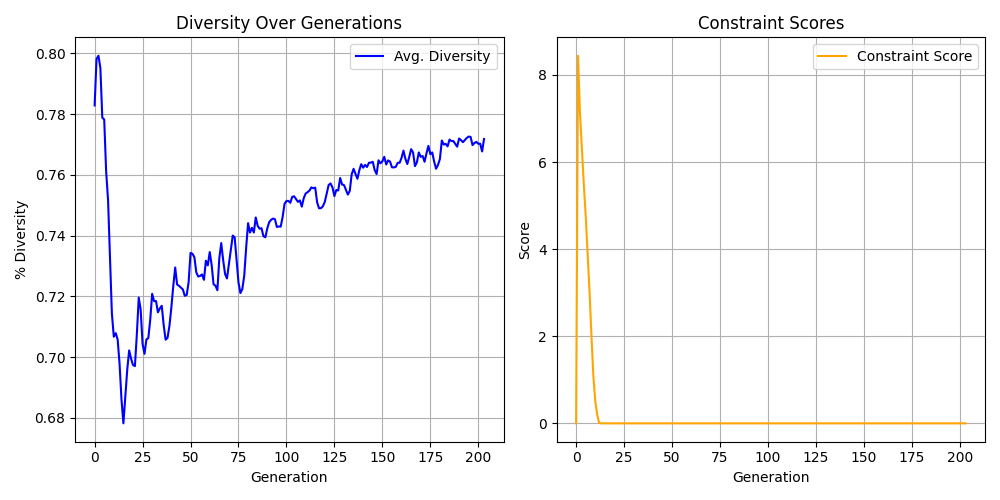 Diversity Over Generations
Avg. Diversity
% Diversity
0.80
0.78
0.76
0.74
0.72
0.70
0.68
0 25 50 75 100 125 150 175 200
Generation
Constraint Scores
Constraint Score
Score
8
6
4
2
0
0 25 50 75 100 125 150 175 200
Generation